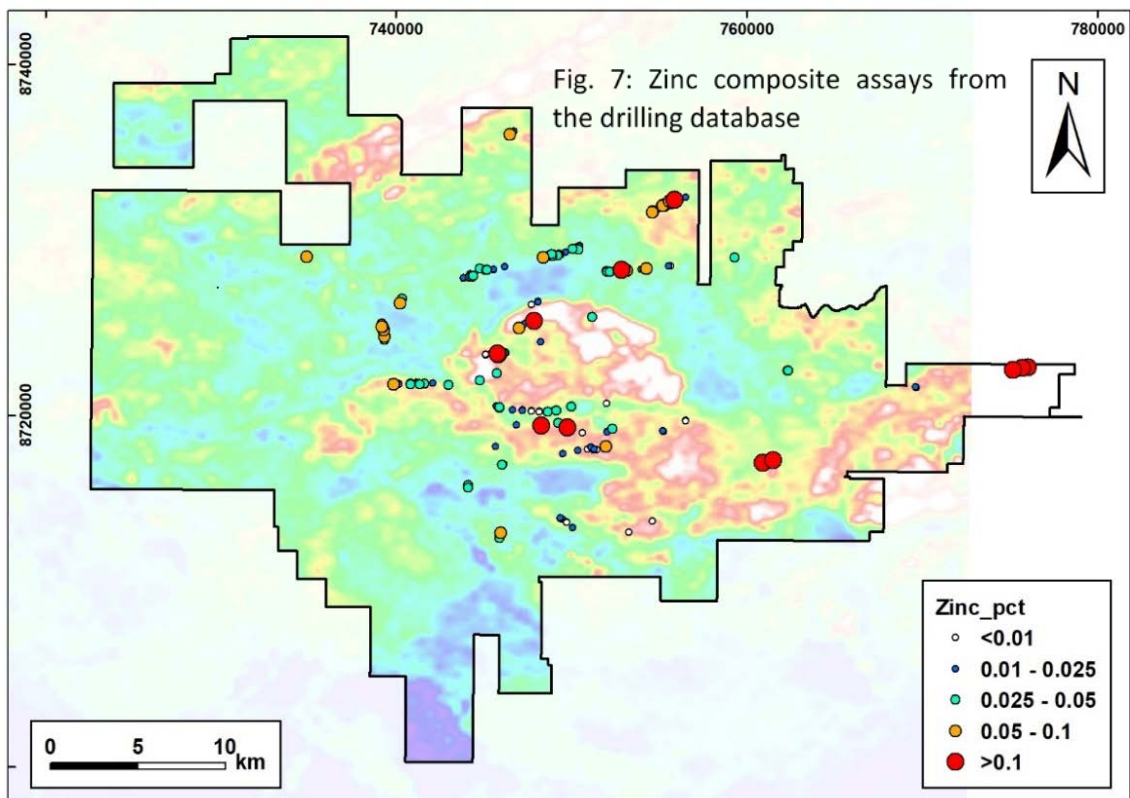 740000
760000
780000
8740000
8720000
Fig. 7: Zinc composite assays from
the drilling database
N
Zinc_pct
<0.01
0.01 - 0.025
0.025 - 0.05
0.05 - 0.1
>0.1
0 5 10
km